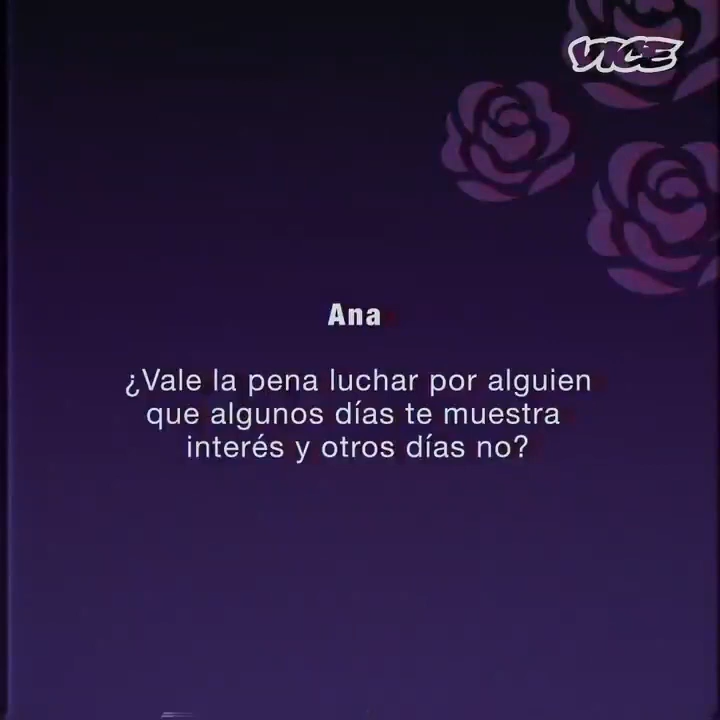 VICE
Ana
¿Vale la pena luchar por alguien
que algunos días te muestra
interés y otros días no?